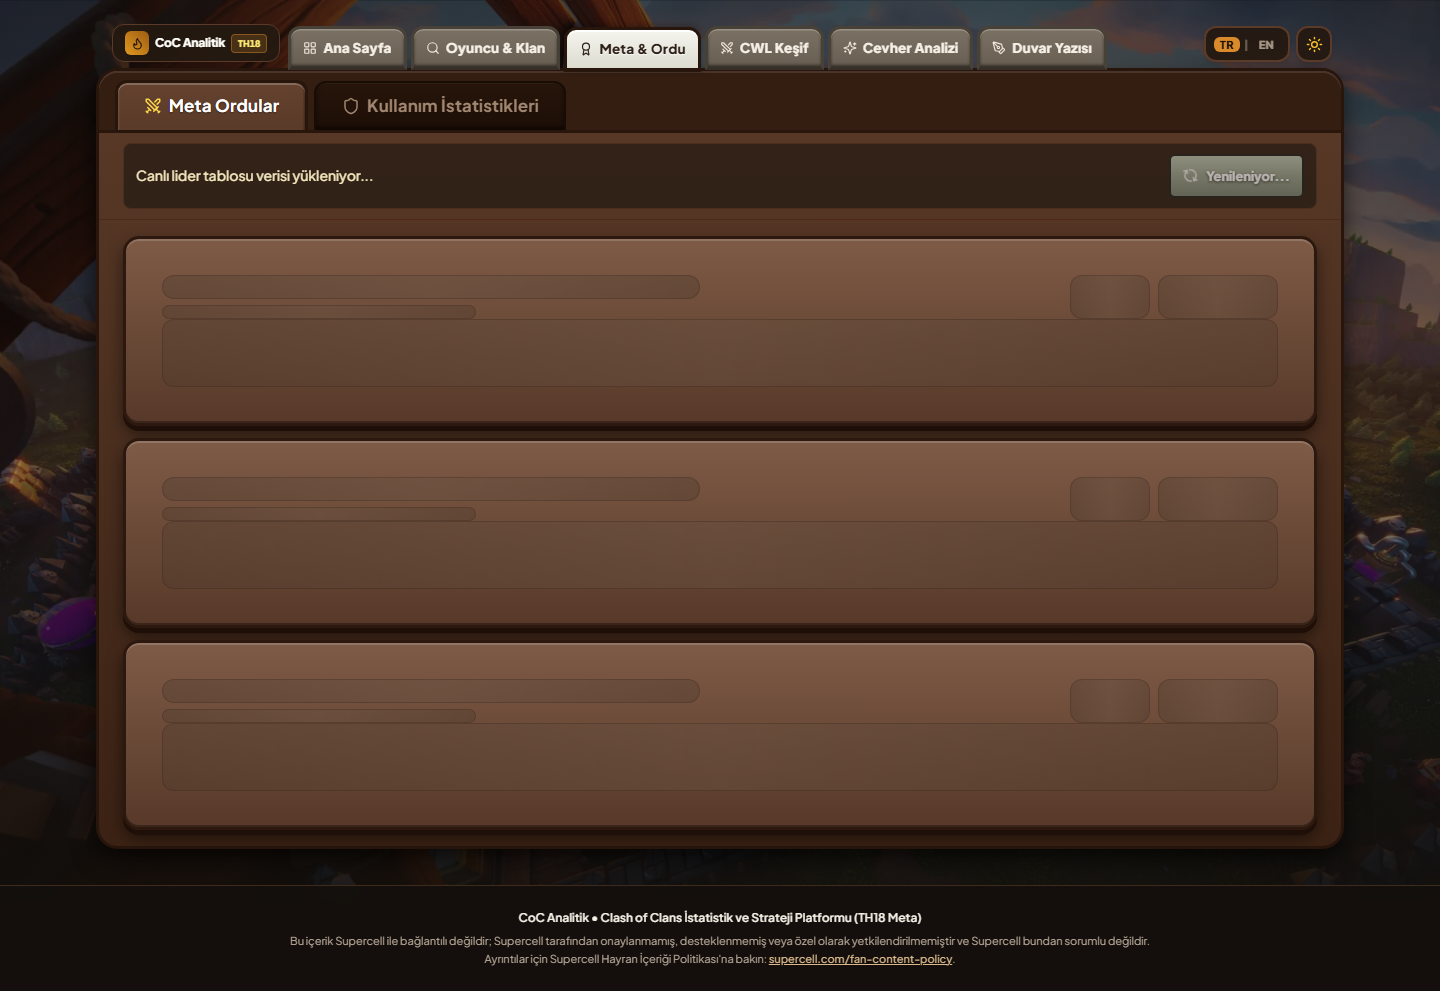 CoC Analitik TH18
Ana Sayfa
Oyuncu & Klan
Meta & Ordu
CWL Keşif
Cevher Analizi
Duvar Yazısı
TR | EN
Meta Ordular
Kullanım İstatistikleri
Canlı lider tablosu verisi yükleniyor...
Yenileniyor...
CoC Analitik • Clash of Clans İstatistik ve Strateji Platformu (TH18 Meta)
Bu içerik Supercell ile bağlantılı değildir; Supercell tarafından onaylanmamış, desteklenmemiş veya özel olarak yetkilendirilmemiştir ve Supercell bundan sorumlu değildir.
Ayrıntılar için Supercell Hayran İçeriği Politikası'na bakın: supercell.com/fan-content-policy.